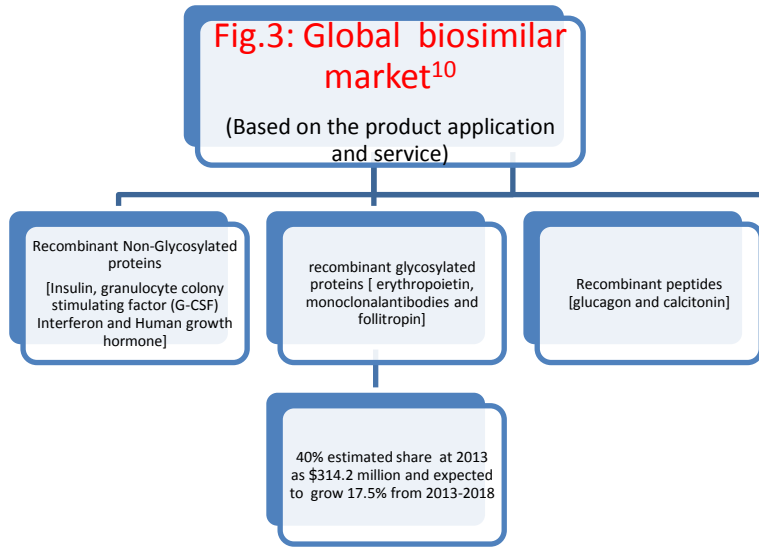 Fig.3: Global biosimilar
market10
(Based on the product application
and service)
Recombinant Non-Glycosylated
proteins
[Insulin, granulocyte colony
stimulating factor (G-CSF)
Interferon and Human growth
hormone]
recombinant glycosylated
proteins [ erythropoietin,
monoclonalantibodies and
follitropin]
Recombinant peptides
[glucagon and calcitonin]
40% estimated share at 2013
as $314.2 million and expected
to grow 17.5% from 2013-2018